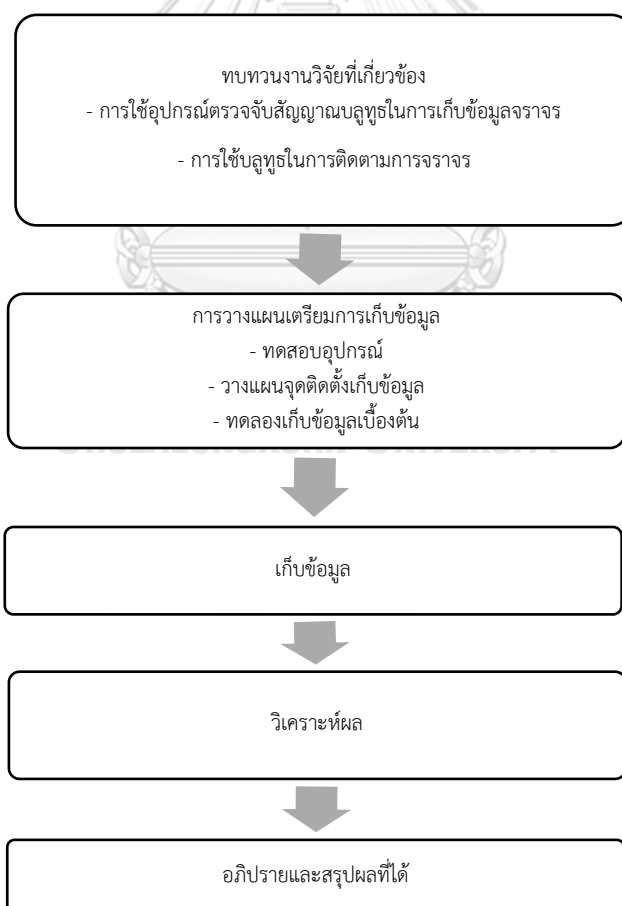 ทบทวนงานวิจัยที่เกี่ยวข้อง
- การใช้อุปกรณ์ตรวจจับสัญญาณบลูทูธในการเก็บข้อมูลจราจร
- การใช้บลูทูธในการติดตามการจราจร
การวางแผนเตรียมการเก็บข้อมูล
- ทดสอบอุปกรณ์
- วางแผนจุดติดตั้งเก็บข้อมูล
- ทดลองเก็บข้อมูลเบื้องต้น
เก็บข้อมูล
วิเคราะห์ผล
อภิปรายและสรุปผลที่ได้